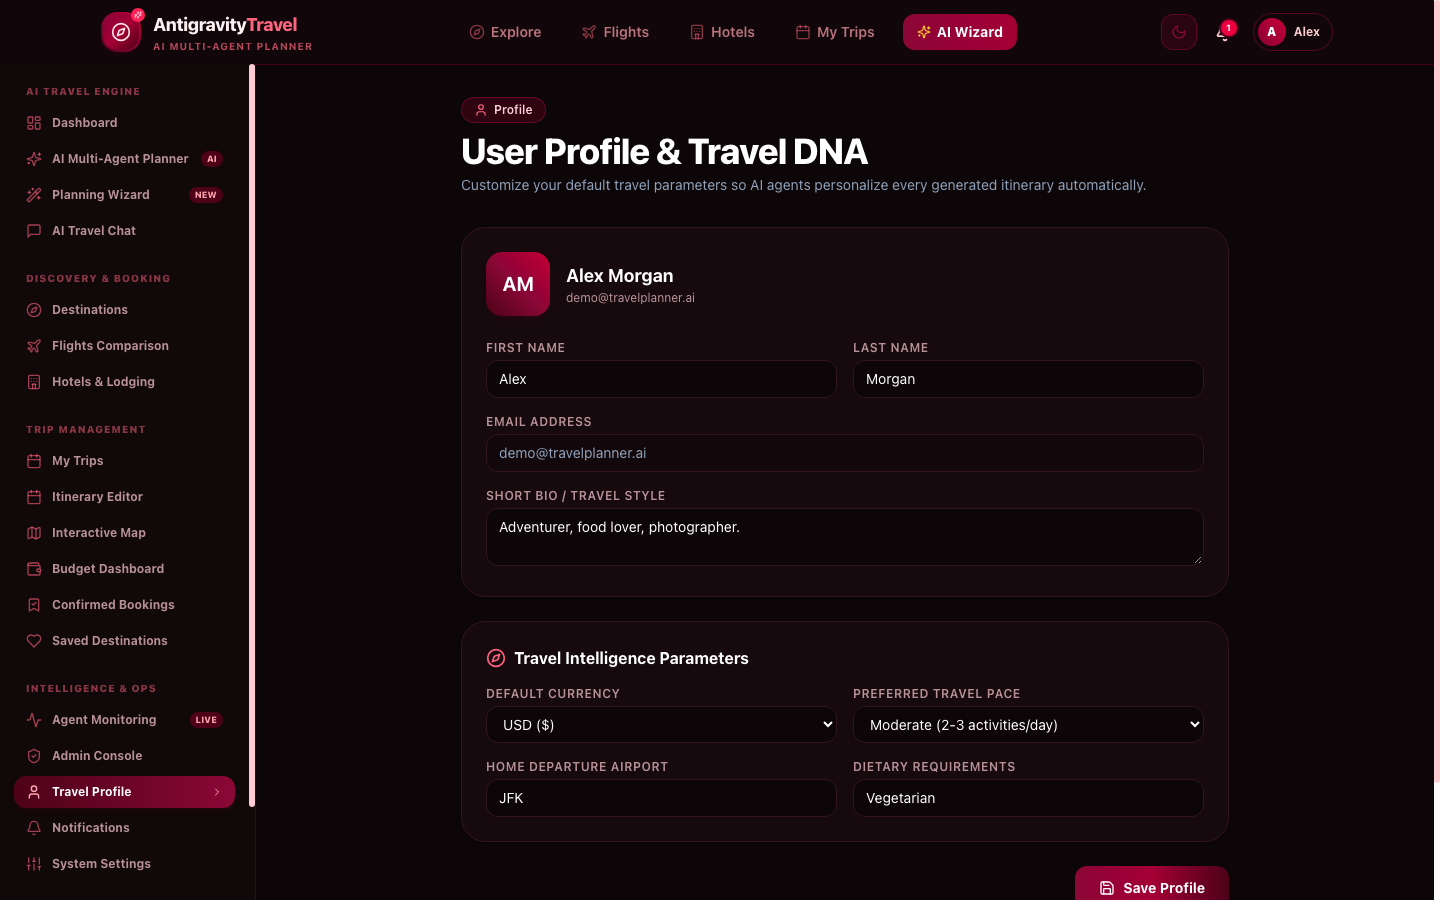 AntigravityTravel
AI MULTI-AGENT PLANNER
Explore
Flights
Hotels
My Trips
AI Wizard
1
A
Alex
AI TRAVEL ENGINE
Dashboard
AI Multi-Agent Planner AI
Planning Wizard NEW
AI Travel Chat
DISCOVERY & BOOKING
Destinations
Flights Comparison
Hotels & Lodging
TRIP MANAGEMENT
My Trips
Itinerary Editor
Interactive Map
Budget Dashboard
Confirmed Bookings
Saved Destinations
INTELLIGENCE & OPS
Agent Monitoring LIVE
Admin Console
Travel Profile
Notifications
System Settings
Profile
User Profile & Travel DNA
Customize your default travel parameters so AI agents personalize every generated itinerary automatically.
AM
Alex Morgan
demo@travelplanner.ai
FIRST NAME
Alex
LAST NAME
Morgan
EMAIL ADDRESS
demo@travelplanner.ai
SHORT BIO / TRAVEL STYLE
Adventurer, food lover, photographer.
Travel Intelligence Parameters
DEFAULT CURRENCY
USD ($)
PREFERRED TRAVEL PACE
Moderate (2-3 activities/day)
HOME DEPARTURE AIRPORT
JFK
DIETARY REQUIREMENTS
Vegetarian
Save Profile